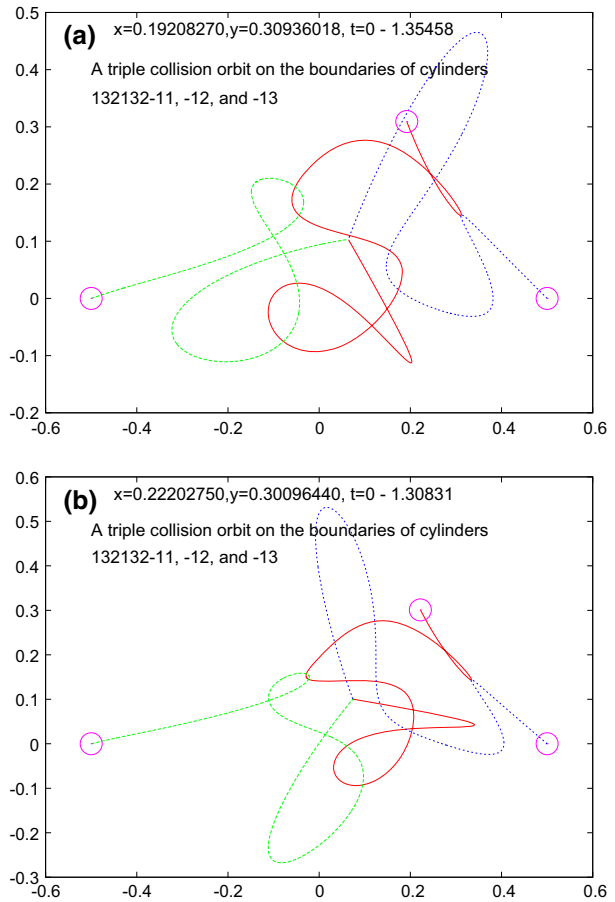 (a) x=0.19208270,y=0.30936018, t=0 - 1.35458
A triple collision orbit on the boundaries of cylinders
132132-11, -12, and -13
0.5
0.4
0.3
0.2
0.1
0
-0.1
-0.2
-0.6 -0.4 -0.2 0 0.2 0.4 0.6
(b) x=0.22202750,y=0.30096440, t=0 - 1.30831
A triple collision orbit on the boundaries of cylinders
132132-11, -12, and -13
0.6
0.5
0.4
0.3
0.2
0.1
0
-0.1
-0.2
-0.3
-0.6 -0.4 -0.2 0 0.2 0.4 0.6